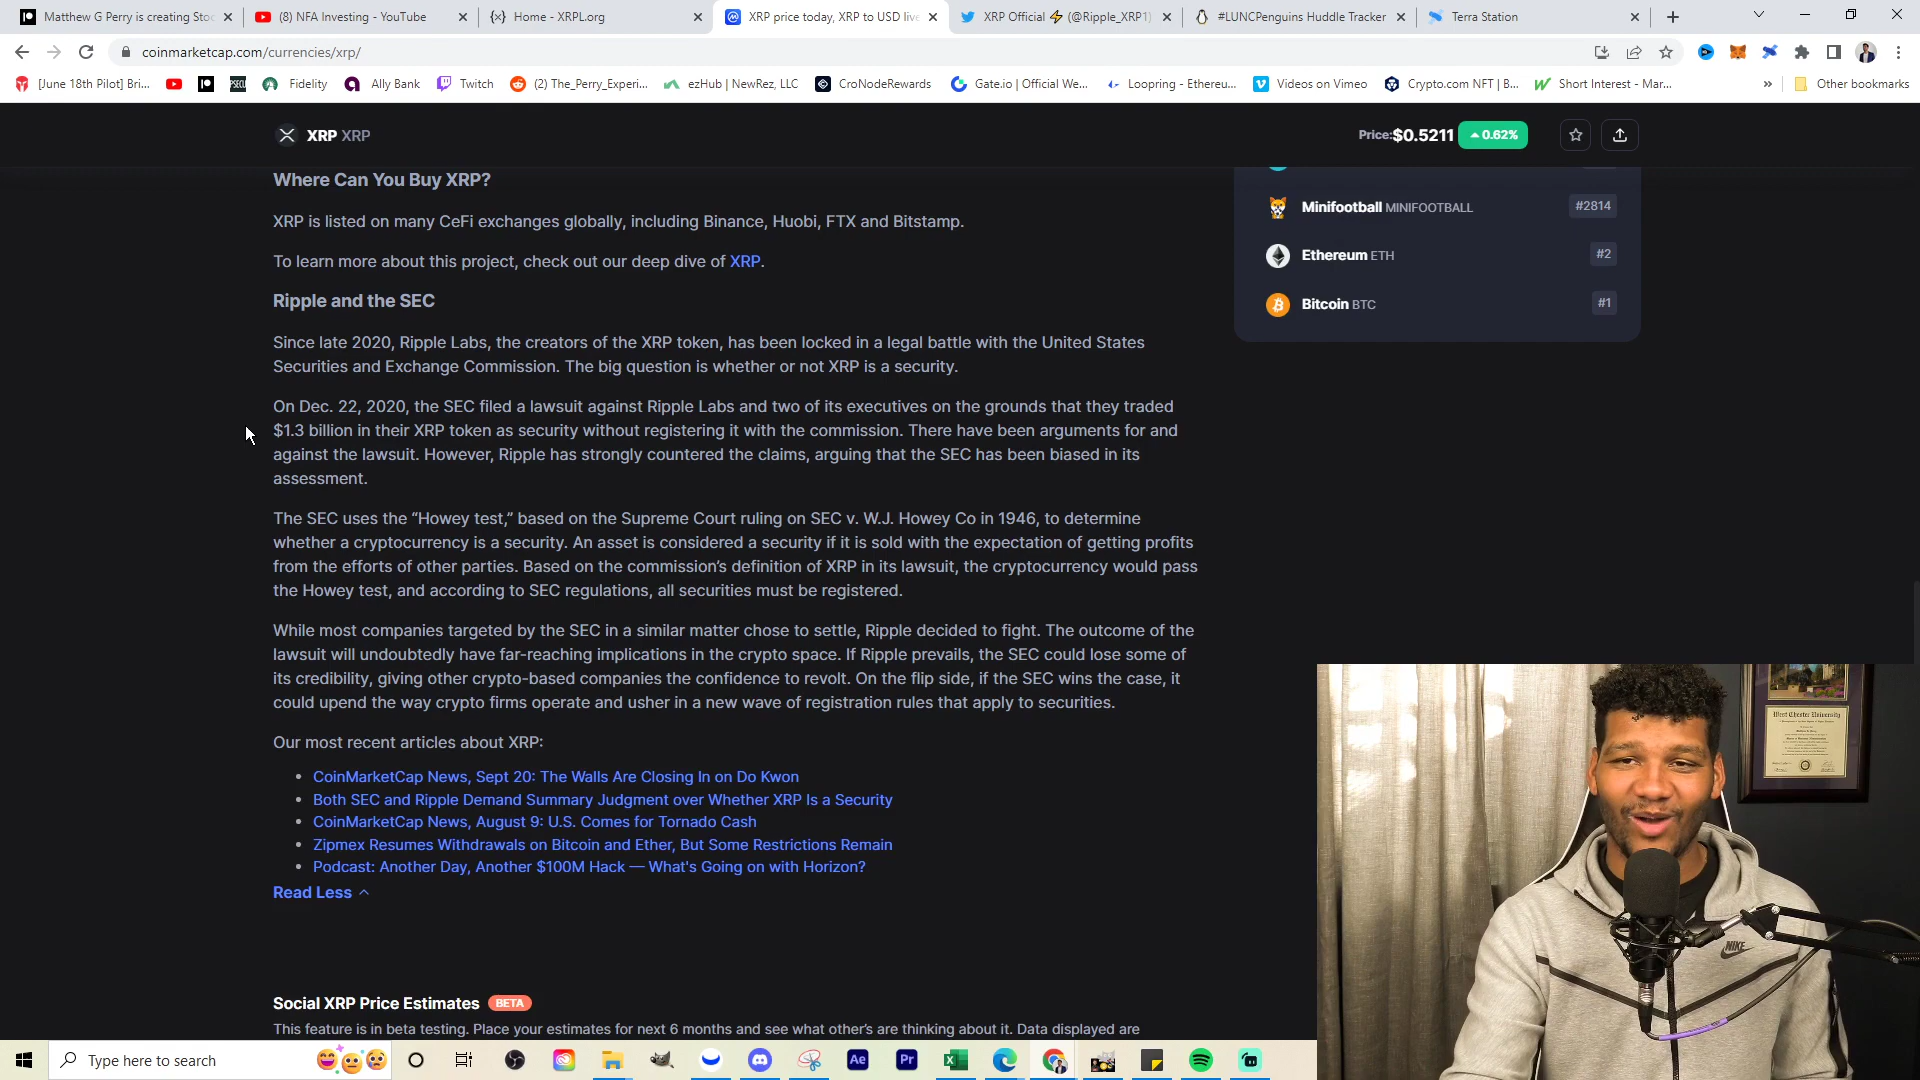 Matthew G Perry is creating Stoc
(8) NFA Investing - YouTube
Home - XRPL.org
XRP price today, XRP to USD live
XRP Official⚡(@Ripple_XRP1)
#LUNCPenguins Huddle Tracker
Terra Station
coinmarketcap.com/currencies/xrp/
[June 18th Pilot] Bri...
Fidelity
Ally Bank
Twitch
(2) The_Perry_Experi...
ezHub | NewRez, LLC
CroNodeRewards
Gate.io | Official We...
Loopring - Ethereu...
Videos on Vimeo
Crypto.com NFT | B...
Short Interest - Mar...
»
Other bookmarks
XRP XRP
Price:$0.5211 0.62%
Where Can You Buy XRP?
XRP is listed on many CeFi exchanges globally, including Binance, Huobi, FTX and Bitstamp.
To learn more about this project, check out our deep dive of XRP.
Minifootball MINIFOOTBALL #2814
Ethereum ETH #2
Bitcoin BTC #1
Ripple and the SEC
Since late 2020, Ripple Labs, the creators of the XRP token, has been locked in a legal battle with the United States
Securities and Exchange Commission. The big question is whether or not XRP is a security.
On Dec. 22, 2020, the SEC filed a lawsuit against Ripple Labs and two of its executives on the grounds that they traded
$1.3 billion in their XRP token as security without registering it with the commission. There have been arguments for and
against the lawsuit. However, Ripple has strongly countered the claims, arguing that the SEC has been biased in its
assessment.
The SEC uses the “Howey test,” based on the Supreme Court ruling on SEC v. W.J. Howey Co in 1946, to determine
whether a cryptocurrency is a security. An asset is considered a security if it is sold with the expectation of getting profits
from the efforts of other parties. Based on the commission’s definition of XRP in its lawsuit, the cryptocurrency would pass
the Howey test, and according to SEC regulations, all securities must be registered.
While most companies targeted by the SEC in a similar matter chose to settle, Ripple decided to fight. The outcome of the
lawsuit will undoubtedly have far-reaching implications in the crypto space. If Ripple prevails, the SEC could lose some of
its credibility, giving other crypto-based companies the confidence to revolt. On the flip side, if the SEC wins the case, it
could upend the way crypto firms operate and usher in a new wave of registration rules that apply to securities.
Our most recent articles about XRP:
• CoinMarketCap News, Sept 20: The Walls Are Closing In on Do Kwon
• Both SEC and Ripple Demand Summary Judgment over Whether XRP Is a Security
• CoinMarketCap News, August 9: U.S. Comes for Tornado Cash
• Zipmex Resumes Withdrawals on Bitcoin and Ether, But Some Restrictions Remain
• Podcast: Another Day, Another $100M Hack — What's Going on with Horizon?
Read Less
Social XRP Price Estimates BETA
This feature is in beta testing. Place your estimates for next 6 months and see what other’s are thinking about it. Data displayed are
West Chester University
NIKE
Type here to search
Ae
Pr